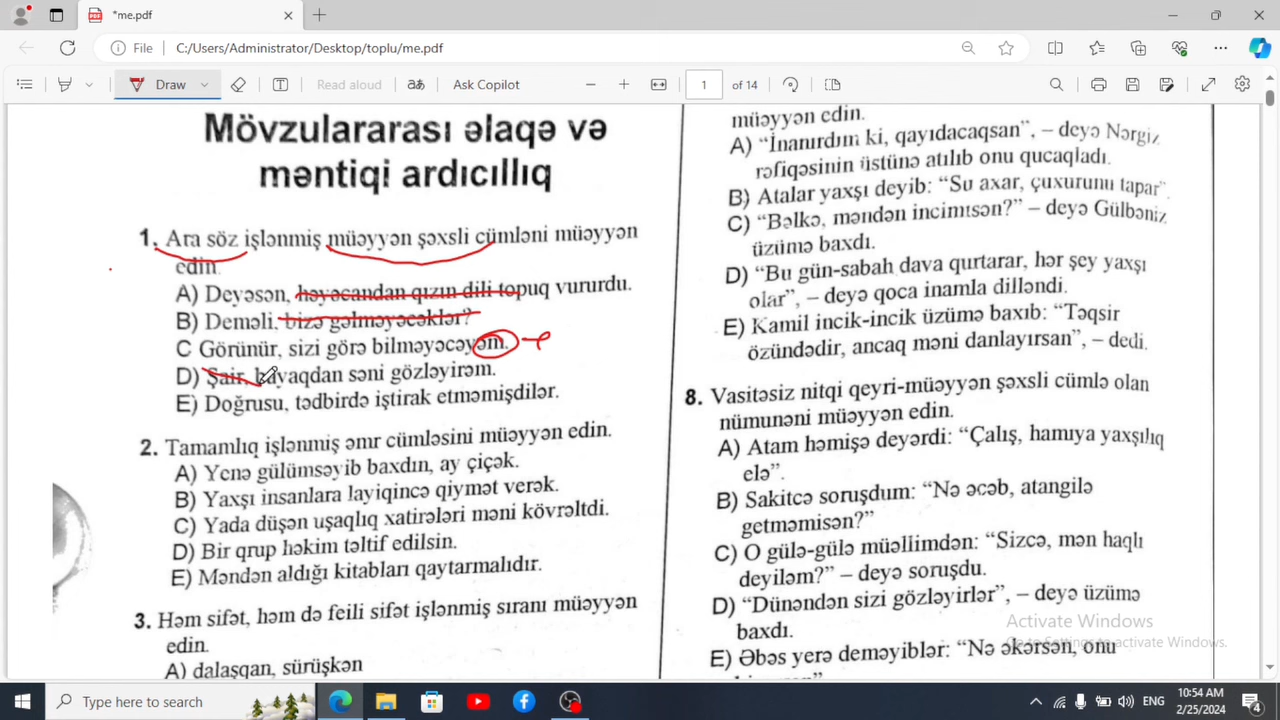 *me.pdf
File
C:/Users/Administrator/Desktop/toplu/me.pdf
Draw
Read aloud
aあ
Ask Copilot
1
of 14
Mövzulararası əlaqə və
məntiqi ardıcıllıq
1. Ara söz işlənmiş müəyyən şəxsli cümləni müəyyən
edin.
A) Deyəsən, həyəcandan qızın dili topuq vururdu.
B) Deməli, bizə gəlməyəcəklər?
C Görünür, sizi görə bilməyəcəyəm.
D) Şair, bayaqdan səni gözləyirəm.
E) Doğrusu, tədbirdə iştirak etməmişdilər.
2. Tamamlıq işlənmiş əmr cümləsini müəyyən edin.
A) Yenə gülümsəyib baxdın, ay çiçək.
B) Yaxşı insanlara layiqincə qiymət verək.
C) Yada düşən uşaqlıq xatirələri məni kövrəltdi.
D) Bir qrup həkim təltif edilsin.
E) Məndən aldığı kitabları qaytarmalıdır.
3. Həm sifət, həm də feili sifət işlənmiş sıranı müəyyən
edin.
A) dalaşqan, sürüşkən
müəyyən edin.
A) “İnanırdım ki, qayıdacaqsan”, – deyə Nərgiz
rəfiqəsinin üstünə atılıb onu qucaqladı.
B) Atalar yaxşı deyib: “Su axar, çuxurunu tapar”.
C) “Bəlkə, məndən incimisən?” – deyə Gülbəniz
üzümə baxdı.
D) “Bu gün-sabah dava qurtarar, hər şey yaxşı
olar”, – deyə qoca inamla dilləndi.
E) Kamil incik-incik üzümə baxıb: “Təqsir
özündədir, ancaq məni danlayırsan”, – dedi.
8. Vasitəsiz nitqi qeyri-müəyyən şəxsli cümlə olan
nümunəni müəyyən edin.
A) Atam həmişə deyərdi: “Çalış, hamıya yaxşılıq
elə”.
B) Sakitcə soruşdum: “Nə əcəb, atangilə
getməmisən?”
C) O gülə-gülə müəllimdən: “Sizcə, mən haqlı
deyiləm?” – deyə soruşdu.
D) “Dünəndən sizi gözləyirlər”, – deyə üzümə
baxdı.
E) Əbəs yerə deməyiblər: “Nə əkərsən, onu
Activate Windows
Go to Settings to activate Windows.
Type here to search
ENG
10:54 AM
2/25/2024
4